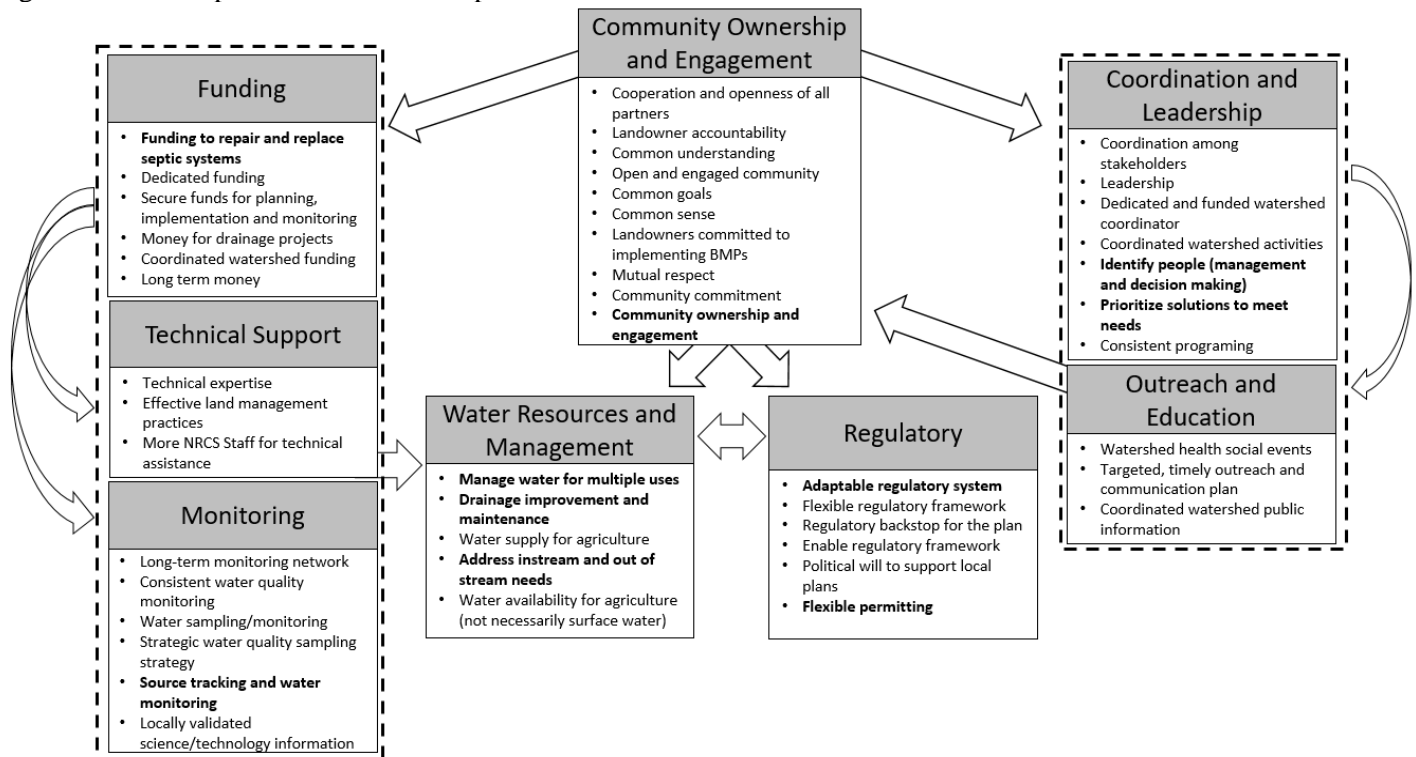 Community Ownership
and Engagement
• Cooperation and openness of all
partners
• Landowner accountability
• Common understanding
• Open and engaged community
• Common goals
• Common sense
• Landowners committed to
implementing BMPs
• Mutual respect
• Community commitment
• Community ownership and
engagement
Funding
• Funding to repair and replace
septic systems
• Dedicated funding
• Secure funds for planning,
implementation and monitoring
• Money for drainage projects
• Coordinated watershed funding
• Long term money
Technical Support
• Technical expertise
• Effective land management
practices
• More NRCS Staff for technical
assistance
Monitoring
• Long-term monitoring network
• Consistent water quality
monitoring
• Water sampling/monitoring
• Strategic water quality sampling
strategy
• Source tracking and water
monitoring
• Locally validated
science/technology information
Water Resources and
Management
• Manage water for multiple uses
• Drainage improvement and
maintenance
• Water supply for agriculture
• Address instream and out of
stream needs
• Water availability for agriculture
(not necessarily surface water)
Regulatory
• Adaptable regulatory system
• Flexible regulatory framework
• Regulatory backstop for the plan
• Enable regulatory framework
• Political will to support local
plans
• Flexible permitting
Coordination and
Leadership
• Coordination among
stakeholders
• Leadership
• Dedicated and funded watershed
coordinator
• Coordinated watershed activities
• Identify people (management
and decision making)
• Prioritize solutions to meet
needs
• Consistent programing
Outreach and
Education
• Watershed health social events
• Targeted, timely outreach and
communication plan
• Coordinated watershed public
information